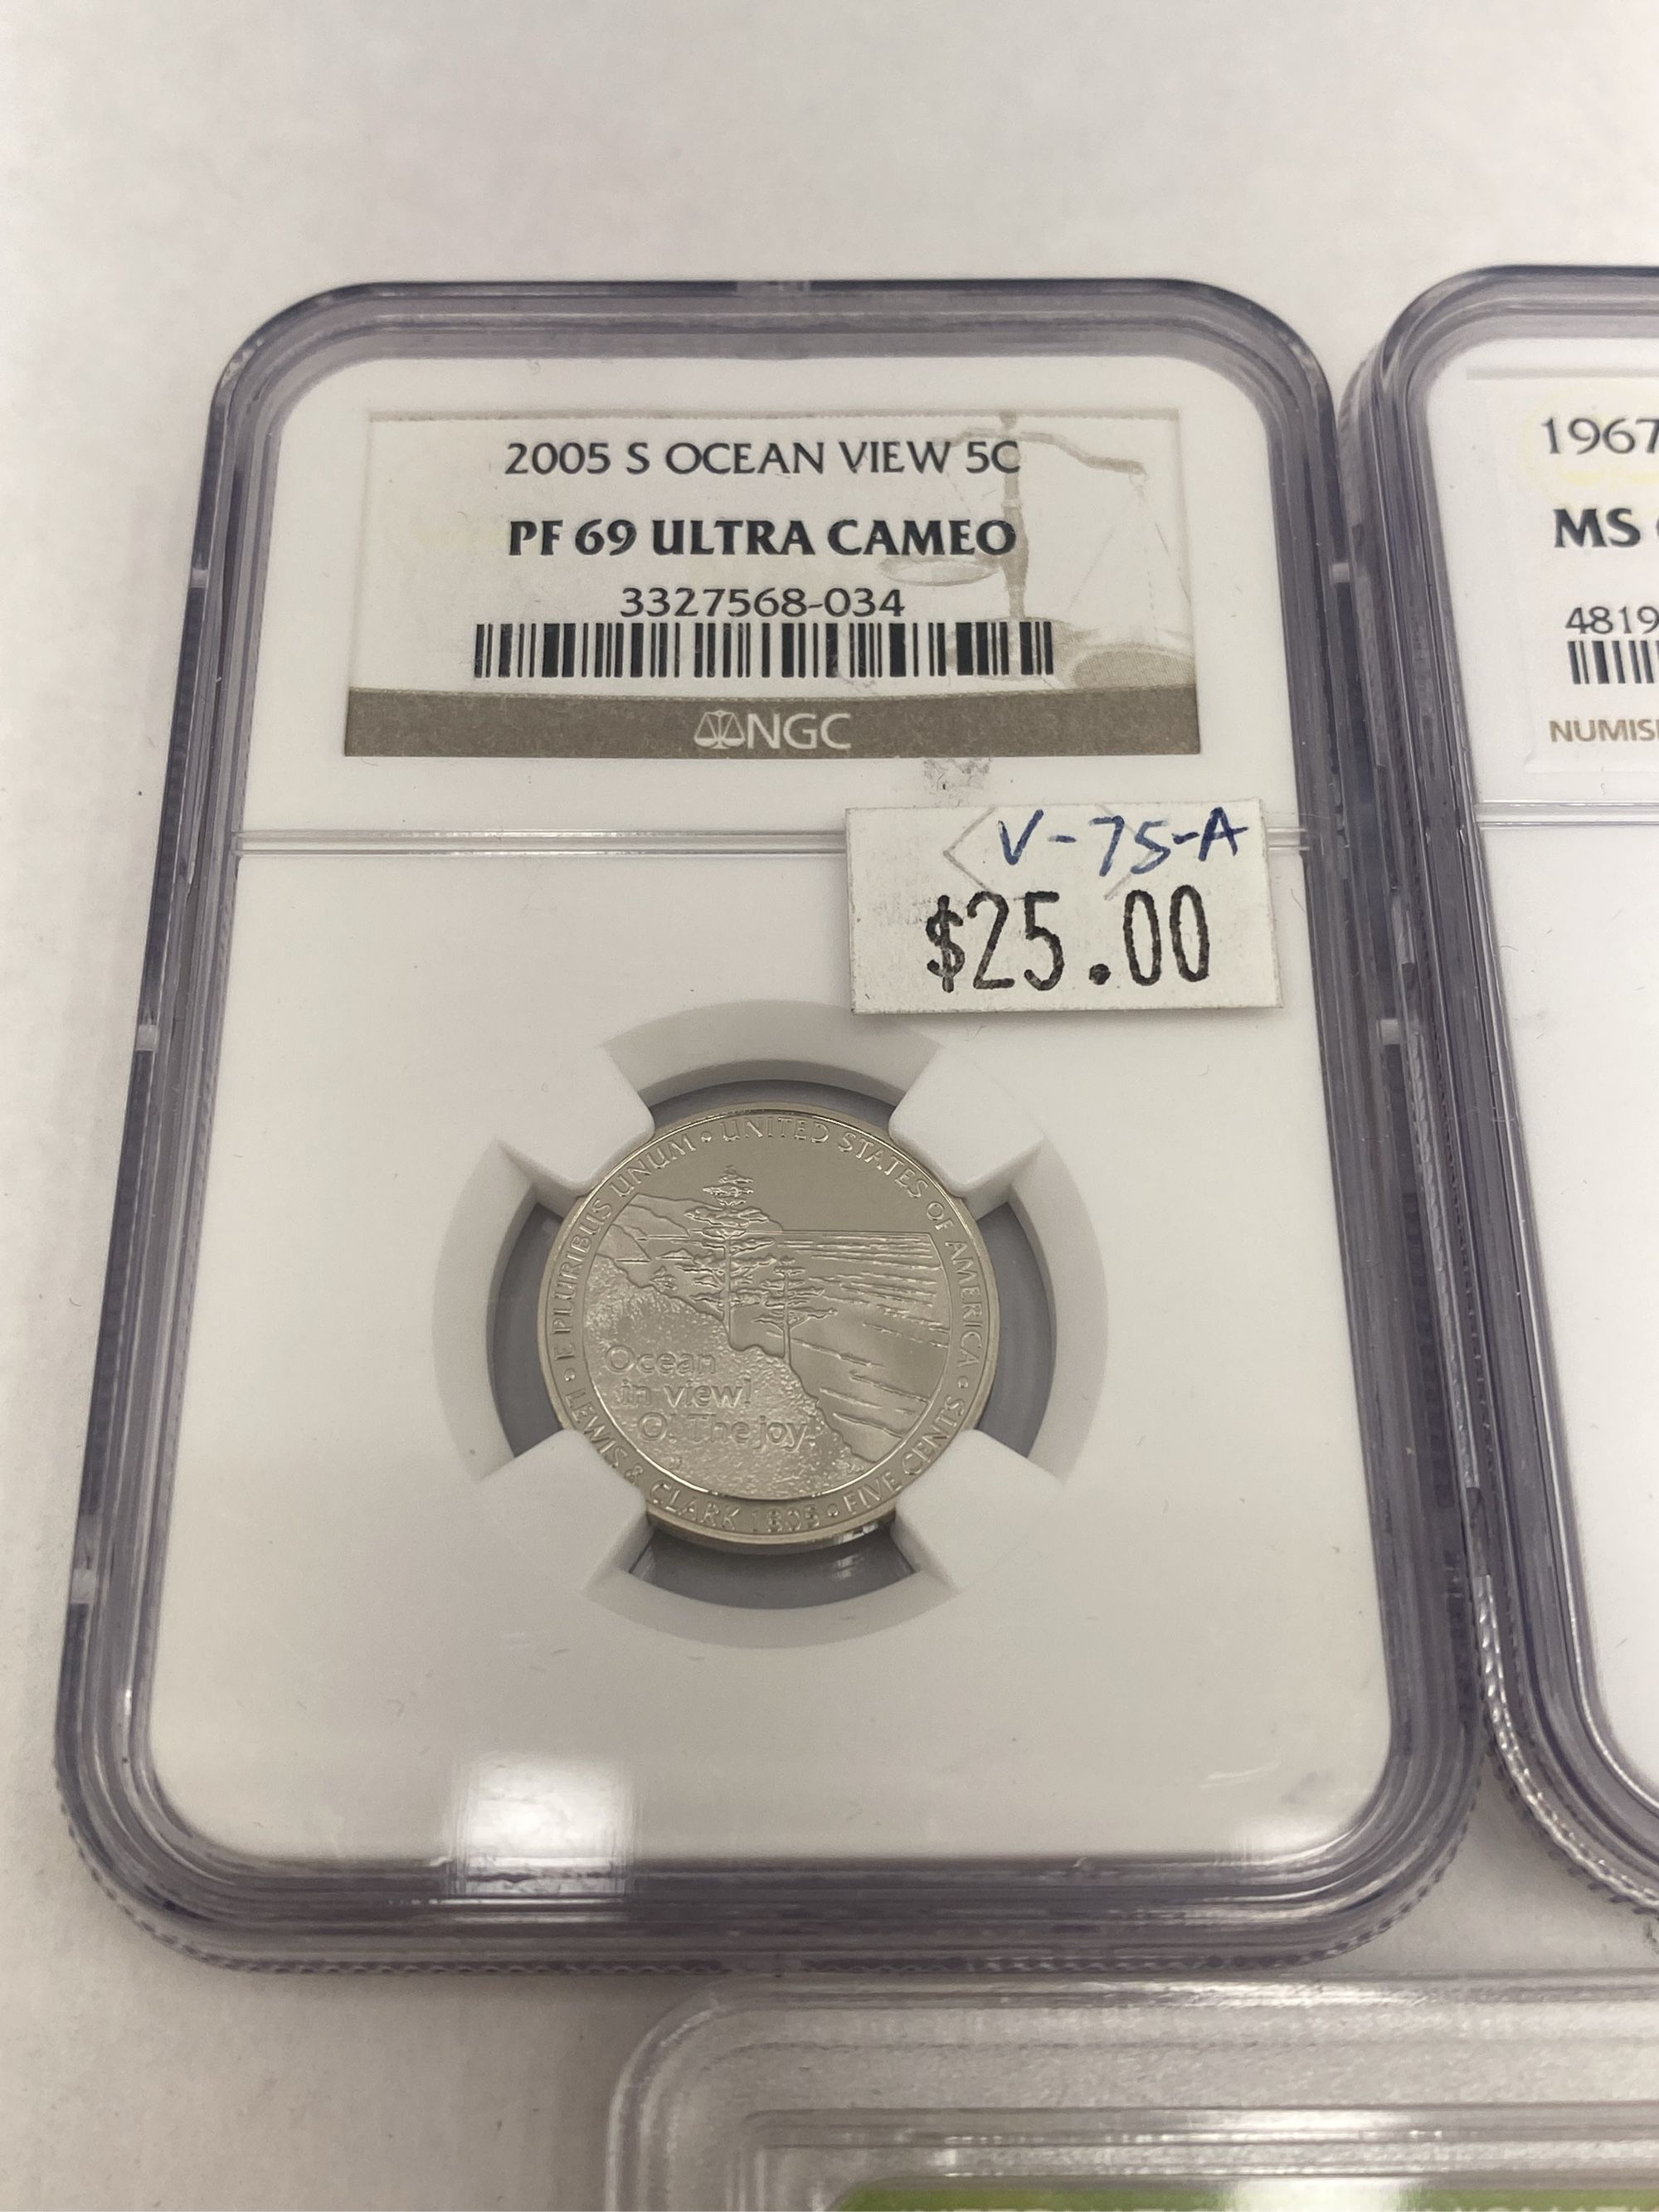 2005 S OCEAN VIEW 5C
PF 69 ULTRA CAMEO
3327568-034
NGC
V-75-A
$25.00
E PLURIBUS UNUM • UNITED STATES OF AMERICA •
Ocean
in view!
O! The joy.
• LEWIS & CLARK 1805 • FIVE CENTS
1967
MS
4819
NUMIS